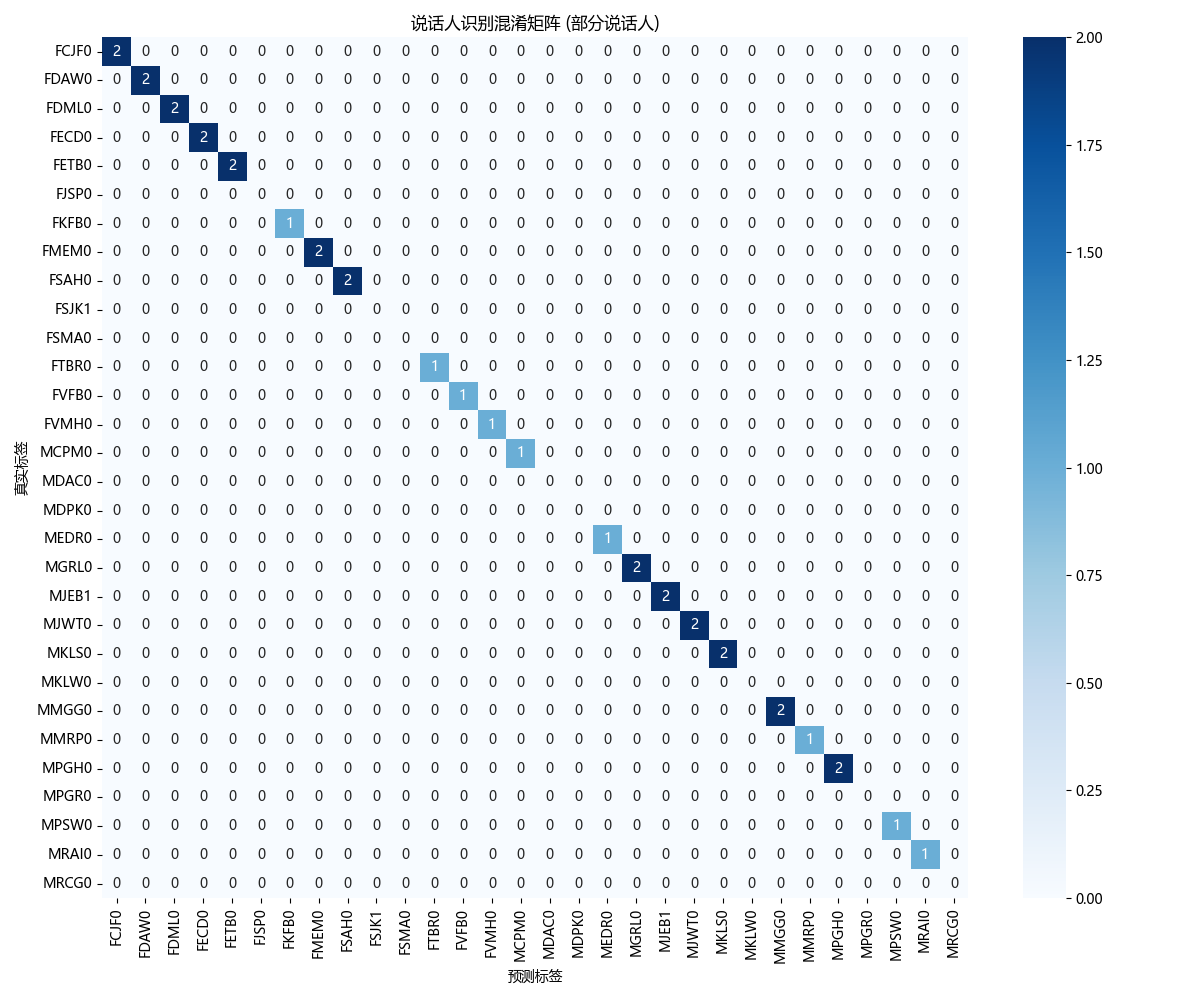 说话人识别混淆矩阵 (部分说话人)
FCJF0 2 0 0 0 0 0 0 0 0 0 0 0 0 0 0 0 0 0 0 0 0 0 0 0 0 0 0 0 0 0
FDAW0 0 2 0 0 0 0 0 0 0 0 0 0 0 0 0 0 0 0 0 0 0 0 0 0 0 0 0 0 0 0
FDML0 0 0 2 0 0 0 0 0 0 0 0 0 0 0 0 0 0 0 0 0 0 0 0 0 0 0 0 0 0 0
FECD0 0 0 0 2 0 0 0 0 0 0 0 0 0 0 0 0 0 0 0 0 0 0 0 0 0 0 0 0 0 0
FETB0 0 0 0 0 2 0 0 0 0 0 0 0 0 0 0 0 0 0 0 0 0 0 0 0 0 0 0 0 0 0
FJSP0 0 0 0 0 0 0 0 0 0 0 0 0 0 0 0 0 0 0 0 0 0 0 0 0 0 0 0 0 0 0
FKFB0 0 0 0 0 0 0 1 0 0 0 0 0 0 0 0 0 0 0 0 0 0 0 0 0 0 0 0 0 0 0
FMEM0 0 0 0 0 0 0 0 2 0 0 0 0 0 0 0 0 0 0 0 0 0 0 0 0 0 0 0 0 0 0
FSAH0 0 0 0 0 0 0 0 0 2 0 0 0 0 0 0 0 0 0 0 0 0 0 0 0 0 0 0 0 0 0
FSJK1 0 0 0 0 0 0 0 0 0 0 0 0 0 0 0 0 0 0 0 0 0 0 0 0 0 0 0 0 0 0
FSMA0 0 0 0 0 0 0 0 0 0 0 0 0 0 0 0 0 0 0 0 0 0 0 0 0 0 0 0 0 0 0
FTBR0 0 0 0 0 0 0 0 0 0 0 0 1 0 0 0 0 0 0 0 0 0 0 0 0 0 0 0 0 0 0
FVFB0 0 0 0 0 0 0 0 0 0 0 0 0 1 0 0 0 0 0 0 0 0 0 0 0 0 0 0 0 0 0
FVMH0 0 0 0 0 0 0 0 0 0 0 0 0 0 1 0 0 0 0 0 0 0 0 0 0 0 0 0 0 0 0
MCPM0 0 0 0 0 0 0 0 0 0 0 0 0 0 0 1 0 0 0 0 0 0 0 0 0 0 0 0 0 0 0
MDAC0 0 0 0 0 0 0 0 0 0 0 0 0 0 0 0 0 0 0 0 0 0 0 0 0 0 0 0 0 0 0
MDPK0 0 0 0 0 0 0 0 0 0 0 0 0 0 0 0 0 0 0 0 0 0 0 0 0 0 0 0 0 0 0
MEDR0 0 0 0 0 0 0 0 0 0 0 0 0 0 0 0 0 0 1 0 0 0 0 0 0 0 0 0 0 0 0
MGRL0 0 0 0 0 0 0 0 0 0 0 0 0 0 0 0 0 0 0 2 0 0 0 0 0 0 0 0 0 0 0
MJEB1 0 0 0 0 0 0 0 0 0 0 0 0 0 0 0 0 0 0 0 2 0 0 0 0 0 0 0 0 0 0
MJWT0 0 0 0 0 0 0 0 0 0 0 0 0 0 0 0 0 0 0 0 0 2 0 0 0 0 0 0 0 0 0
MKLS0 0 0 0 0 0 0 0 0 0 0 0 0 0 0 0 0 0 0 0 0 0 2 0 0 0 0 0 0 0 0
MKLW0 0 0 0 0 0 0 0 0 0 0 0 0 0 0 0 0 0 0 0 0 0 0 0 0 0 0 0 0 0 0
MMGG0 0 0 0 0 0 0 0 0 0 0 0 0 0 0 0 0 0 0 0 0 0 0 0 2 0 0 0 0 0 0
MMRP0 0 0 0 0 0 0 0 0 0 0 0 0 0 0 0 0 0 0 0 0 0 0 0 0 1 0 0 0 0 0
MPGH0 0 0 0 0 0 0 0 0 0 0 0 0 0 0 0 0 0 0 0 0 0 0 0 0 0 2 0 0 0 0
MPGR0 0 0 0 0 0 0 0 0 0 0 0 0 0 0 0 0 0 0 0 0 0 0 0 0 0 0 0 0 0 0
MPSW0 0 0 0 0 0 0 0 0 0 0 0 0 0 0 0 0 0 0 0 0 0 0 0 0 0 0 0 1 0 0
MRAI0 0 0 0 0 0 0 0 0 0 0 0 0 0 0 0 0 0 0 0 0 0 0 0 0 0 0 0 0 1 0
MRCG0 0 0 0 0 0 0 0 0 0 0 0 0 0 0 0 0 0 0 0 0 0 0 0 0 0 0 0 0 0 0
FCJF0 FDAW0 FDML0 FECD0 FETB0 FJSP0 FKFB0 FMEM0 FSAH0 FSJK1 FSMA0 FTBR0 FVFB0 FVMH0 MCPM0 MDAC0 MDPK0 MEDR0 MGRL0 MJEB1 MJWT0 MKLS0 MKLW0 MMGG0 MMRP0 MPGH0 MPGR0 MPSW0 MRAI0 MRCG0
预测标签
真实标签
2.00
1.75
1.50
1.25
1.00
0.75
0.50
0.25
0.00